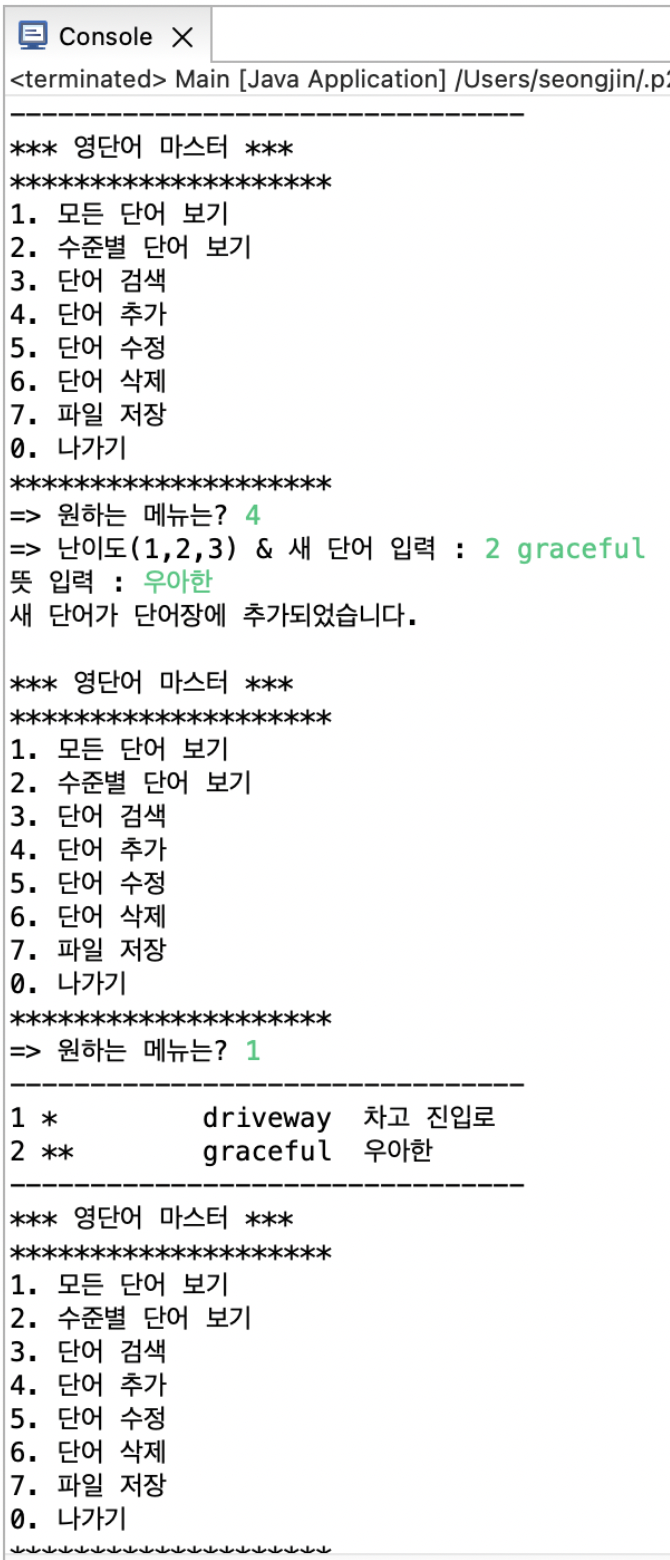 Console
<terminated> Main [Java Application] /Users/seongjin/.p2
---------------------------------
*** 영단어 마스터 ***
********************
1. 모든 단어 보기
2. 수준별 단어 보기
3. 단어 검색
4. 단어 추가
5. 단어 수정
6. 단어 삭제
7. 파일 저장
0. 나가기
********************
=> 원하는 메뉴는? 4
=> 난이도(1,2,3) & 새 단어 입력 : 2 graceful
뜻 입력 : 우아한
새 단어가 단어장에 추가되었습니다.
*** 영단어 마스터 ***
********************
1. 모든 단어 보기
2. 수준별 단어 보기
3. 단어 검색
4. 단어 추가
5. 단어 수정
6. 단어 삭제
7. 파일 저장
0. 나가기
********************
=> 원하는 메뉴는? 1
---------------------------------
1 * driveway 차고 진입로
2 ** graceful 우아한
---------------------------------
*** 영단어 마스터 ***
********************
1. 모든 단어 보기
2. 수준별 단어 보기
3. 단어 검색
4. 단어 추가
5. 단어 수정
6. 단어 삭제
7. 파일 저장
0. 나가기
********************